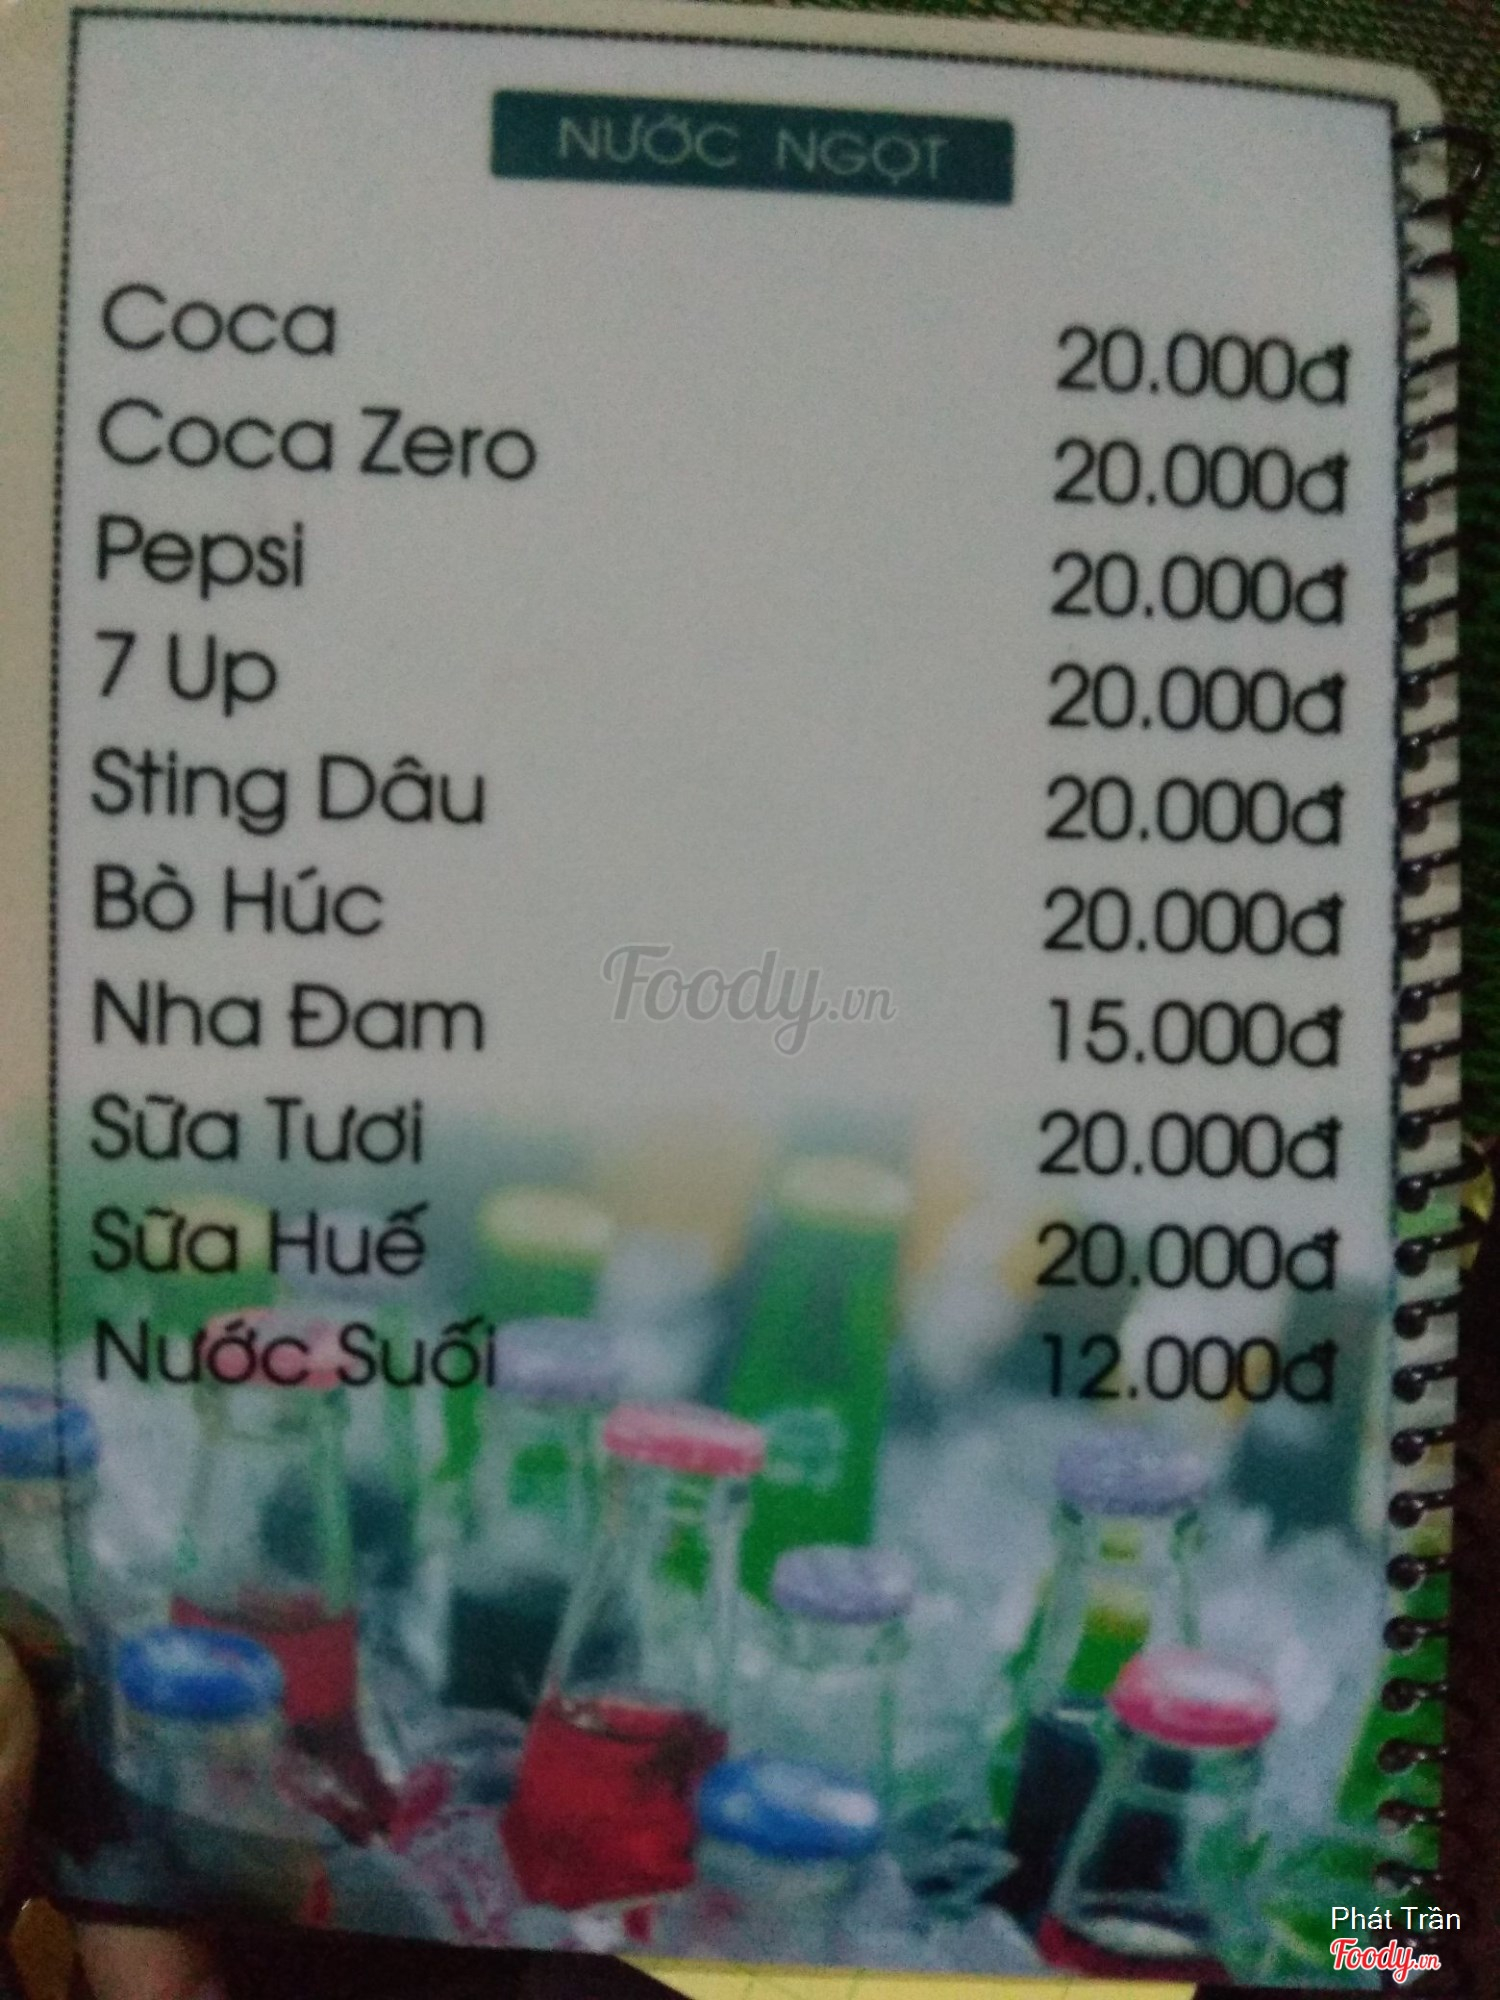 NƯỚC NGỌT
Coca 20.000đ
Coca Zero 20.000đ
Pepsi 20.000đ
7 Up 20.000đ
Sting Dâu 20.000đ
Bò Húc 20.000đ
Nha Đam 15.000đ
Sữa Tươi 20.000đ
Sữa Huế 20.000đ
Nước Suối 12.000đ
Foody.vn
Phát Trần
Foody.vn